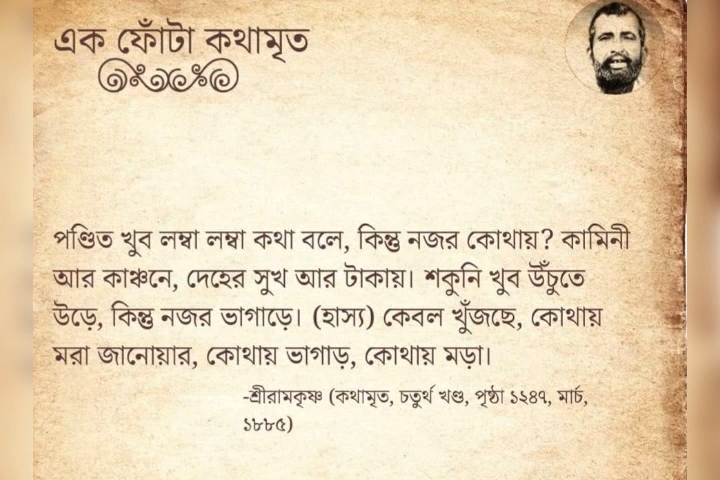 এক ফোঁটা কথামৃত
পণ্ডিত খুব লম্বা লম্বা কথা বলে, কিন্তু নজর কোথায়? কামিনী
আর কাঞ্চনে, দেহের সুখ আর টাকায়। শকুনি খুব উঁচুতে
উড়ে, কিন্তু নজর ভাগাড়ে। (হাস্য) কেবল খুঁজছে, কোথায়
মরা জানোয়ার, কোথায় ভাগাড়, কোথায় মড়া।
-শ্রীরামকৃষ্ণ (কথামৃত, চতুর্থ খণ্ড, পৃষ্ঠা ১২৪৭, মার্চ,
১৮৮৫)